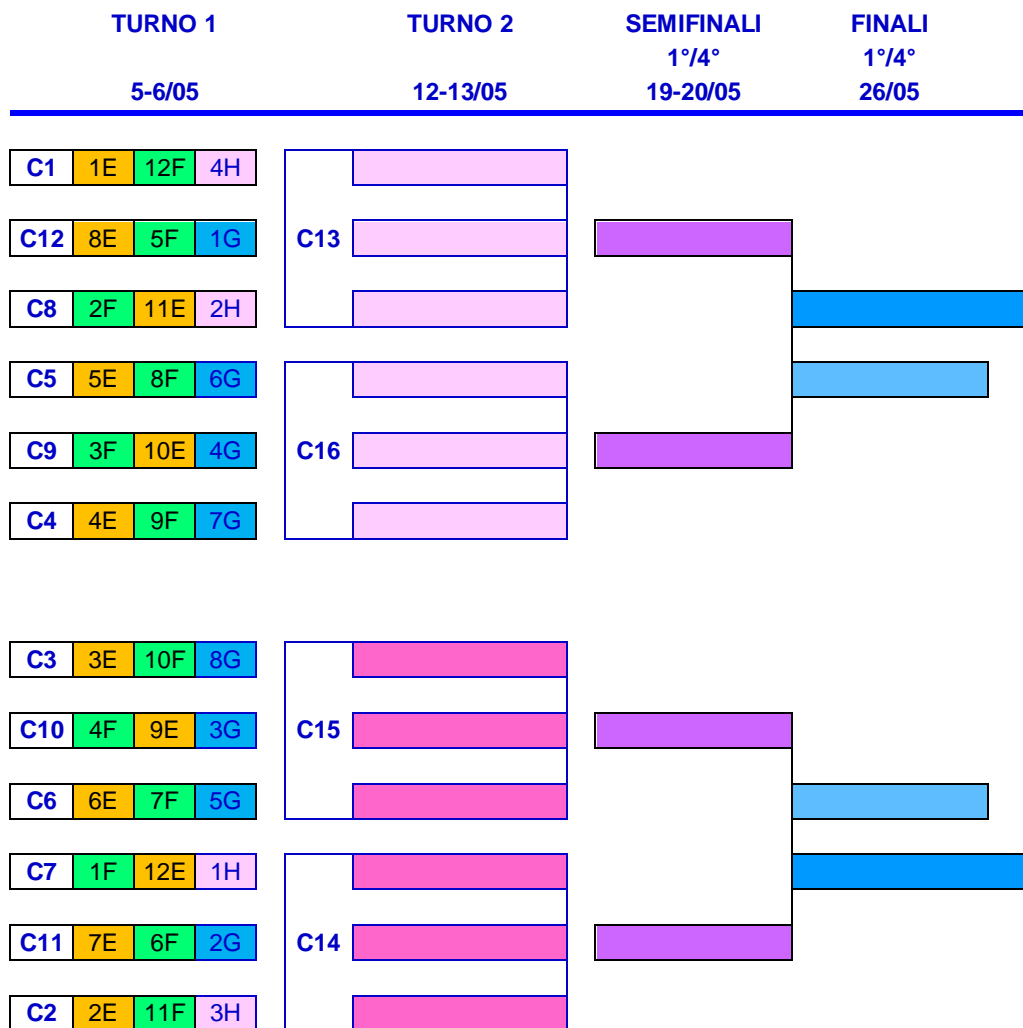 TURNO 1 TURNO 2 SEMIFINALI FINALI
1°/4° 1°/4°
5-6/05 12-13/05 19-20/05 26/05
C1 1E 12F 4H
C12 8E 5F 1G C13
C8 2F 11E 2H
C5 5E 8F 6G
C9 3F 10E 4G C16
C4 4E 9F 7G
C3 3E 10F 8G
C10 4F 9E 3G C15
C6 6E 7F 5G
C7 1F 12E 1H
C11 7E 6F 2G C14
C2 2E 11F 3H